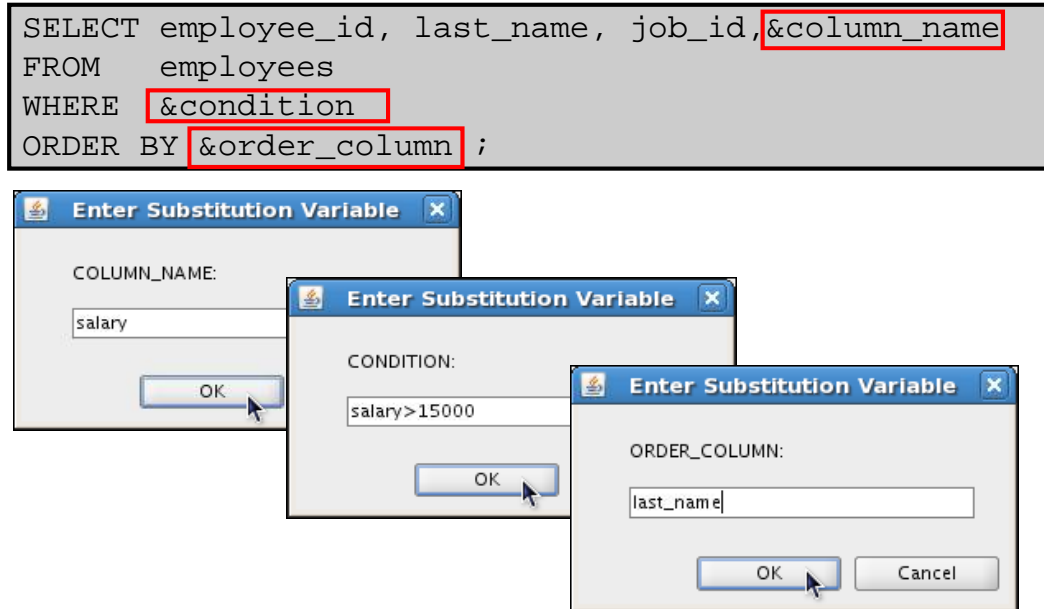 SELECT employee_id, last_name, job_id,&column_name
FROM   employees
WHERE  &condition
ORDER BY &order_column ;
Enter Substitution Variable
COLUMN_NAME:
salary
OK
Enter Substitution Variable
CONDITION:
salary>15000
OK
Enter Substitution Variable
ORDER_COLUMN:
last_name
OK Cancel